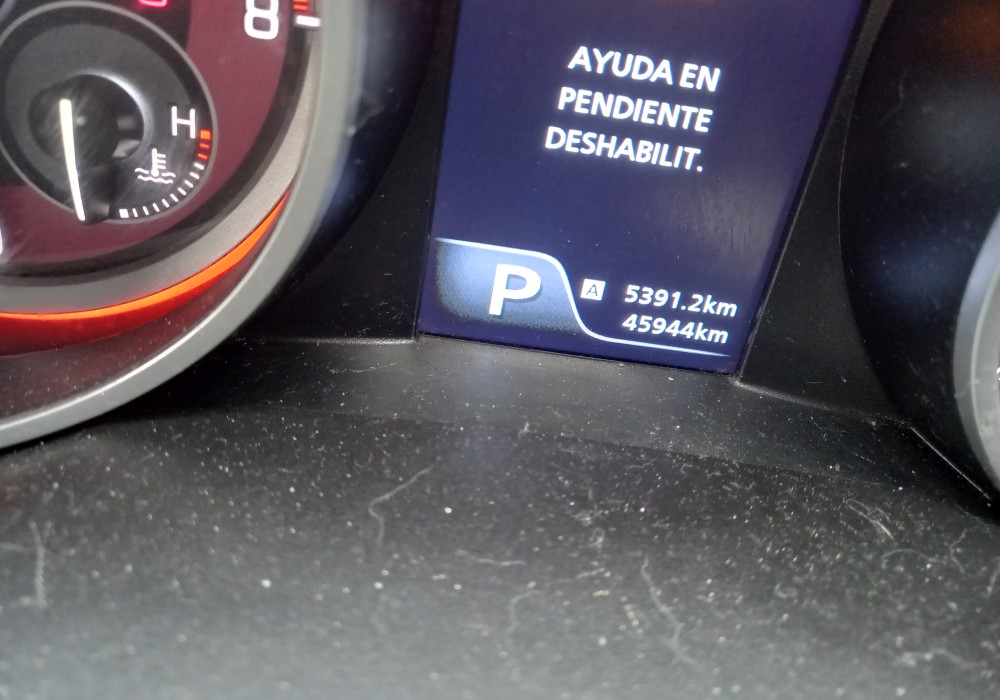 8
H
AYUDA EN
PENDIENTE
DESHABILIT.
P
A 5391.2km
45944km